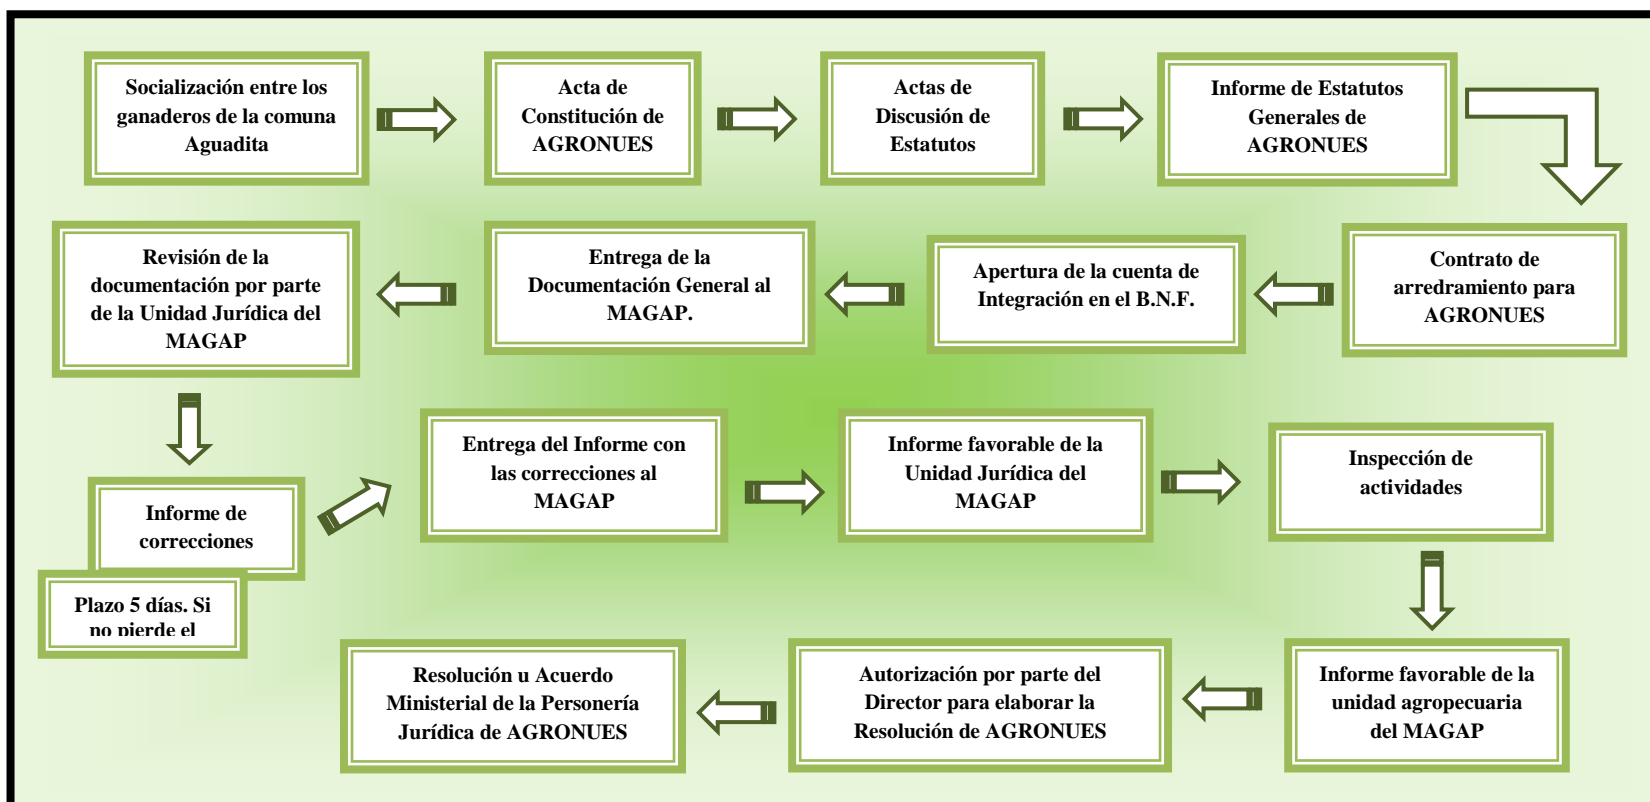 Socialización entre los
ganaderos de la comuna
Aguadita
Acta de
Constitución de
AGRONUES
Actas de
Discusión de
Estatutos
Informe de Estatutos
Generales de
AGRONUES
Contrato de
arredramiento para
AGRONUES
Apertura de la cuenta de
Integración en el B.N.F.
Entrega de la
Documentación General al
MAGAP.
Revisión de la
documentación por parte
de la Unidad Jurídica del
MAGAP
Informe de
correcciones
Plazo 5 días. Si
no pierde el
Entrega del Informe con
las correcciones al
MAGAP
Informe favorable de la
Unidad Jurídica del
MAGAP
Inspección de
actividades
Informe favorable de la
unidad agropecuaria
del MAGAP
Autorización por parte del
Director para elaborar la
Resolución de AGRONUES
Resolución u Acuerdo
Ministerial de la Personería
Jurídica de AGRONUES